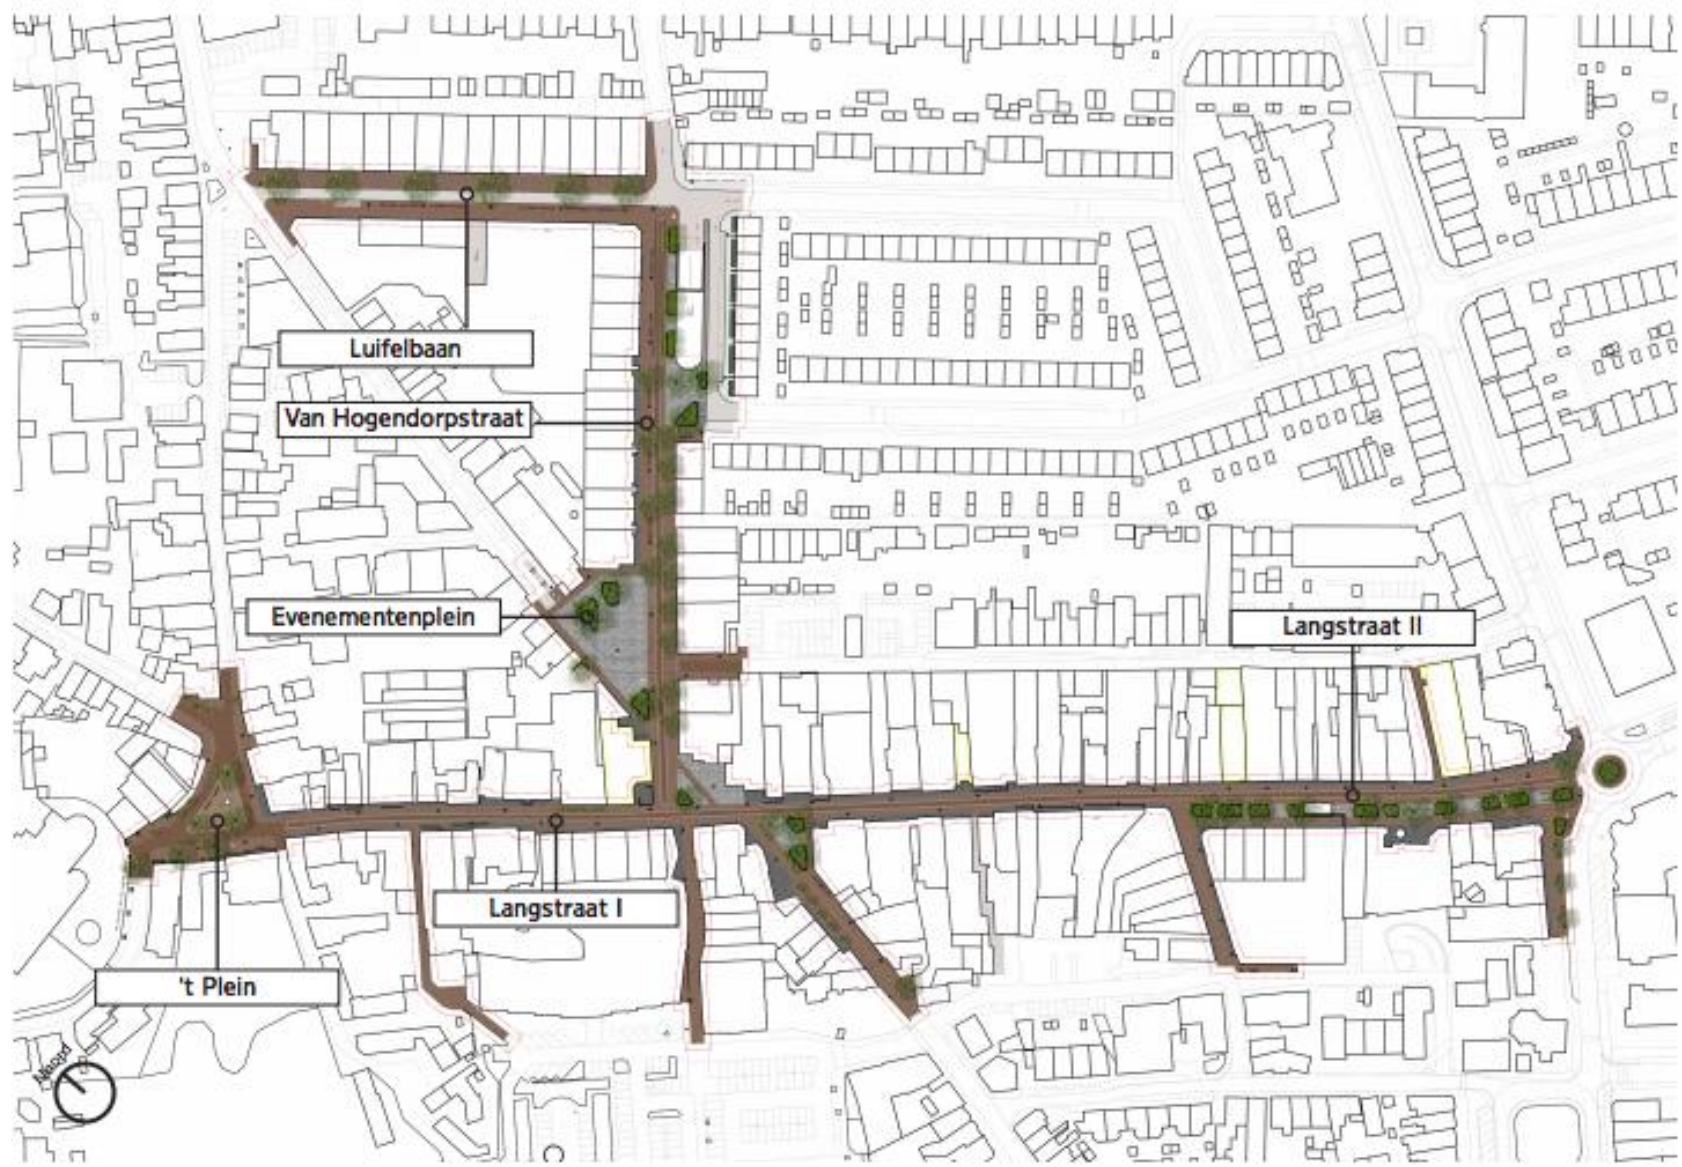 Luifelbaan
Van Hogendorpstraat
Evenementenplein
Langstraat II
Langstraat I
't Plein
Noord